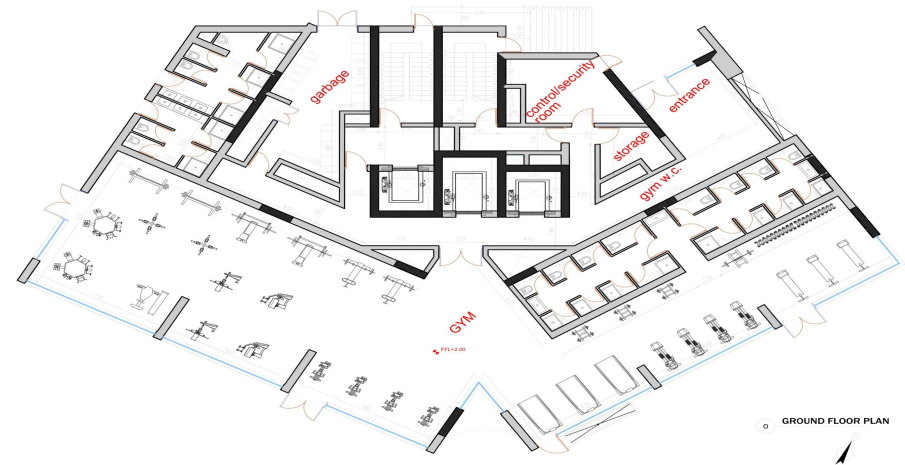 garbage
control/security
room
entrance
storage
gym w.c.
GYM
FFL+2.00
O GROUND FLOOR PLAN